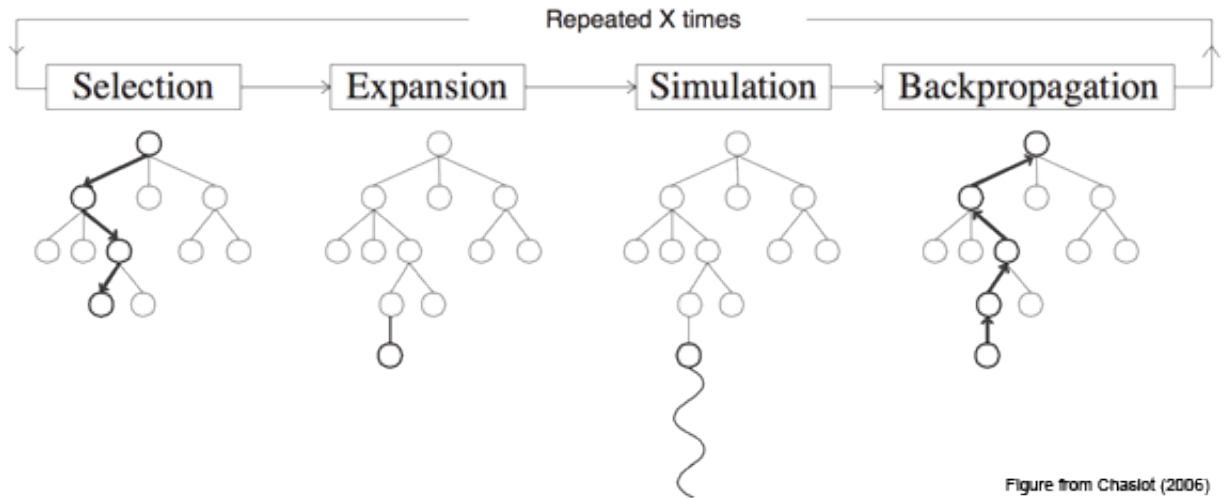 Repeated X times
Selection
Expansion
Simulation
Backpropagation
Figure from Chaslot (2006)